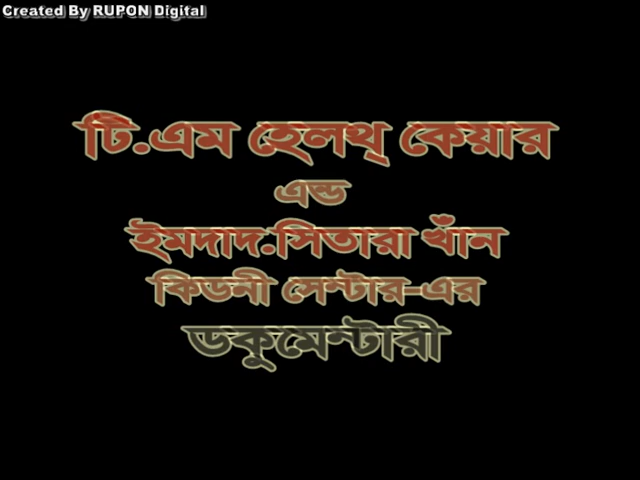 Created By RUPON Digital
টি.এম হেলথ্ কেয়ার
এন্ড
ইমদাদ.সিতারা খাঁন
কিডনী সেন্টার-এর
ডকুমেন্টারী